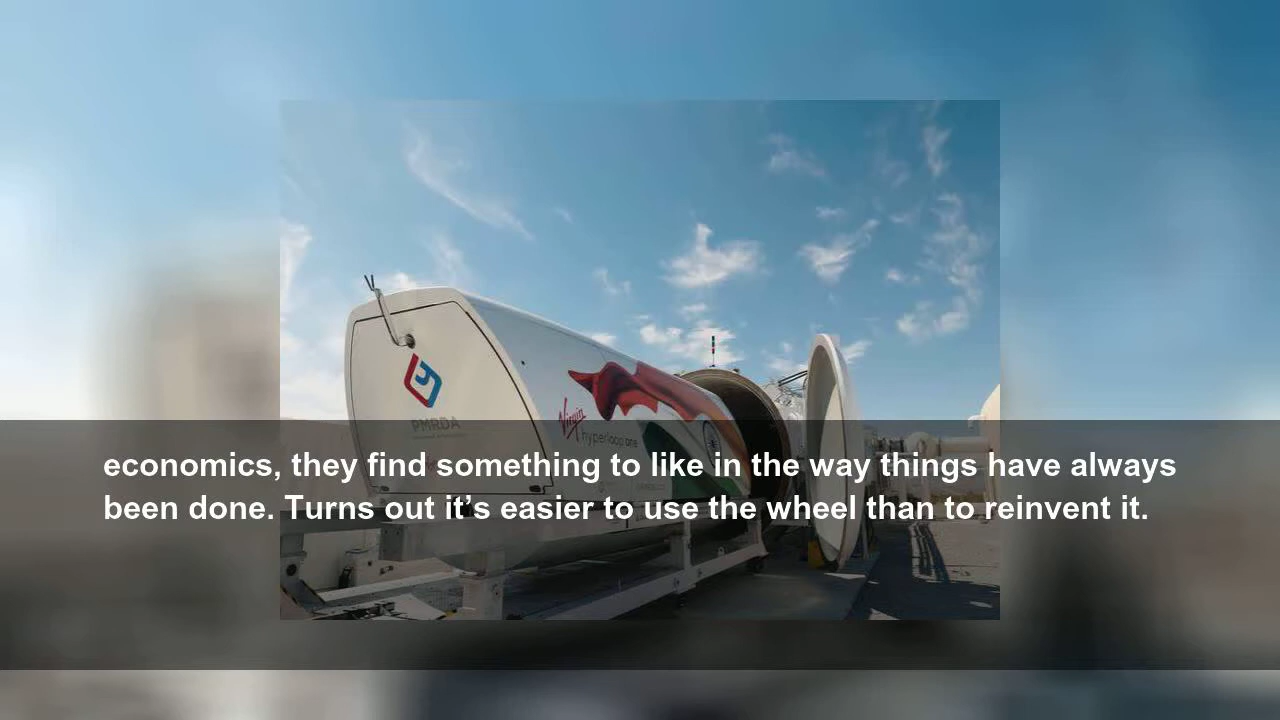 PMRDA
Virgin
hyperloop one
economics, they find something to like in the way things have always
been done. Turns out it’s easier to use the wheel than to reinvent it.